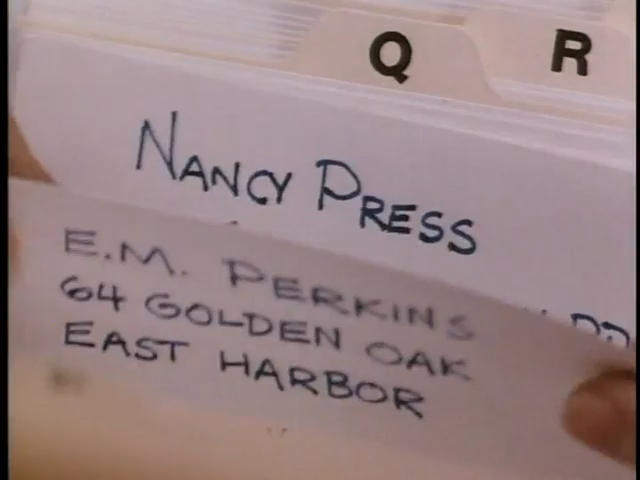 Q
R
NANCY PRESS
E.M. PERKINS
64 GOLDEN OAK
EAST HARBOR